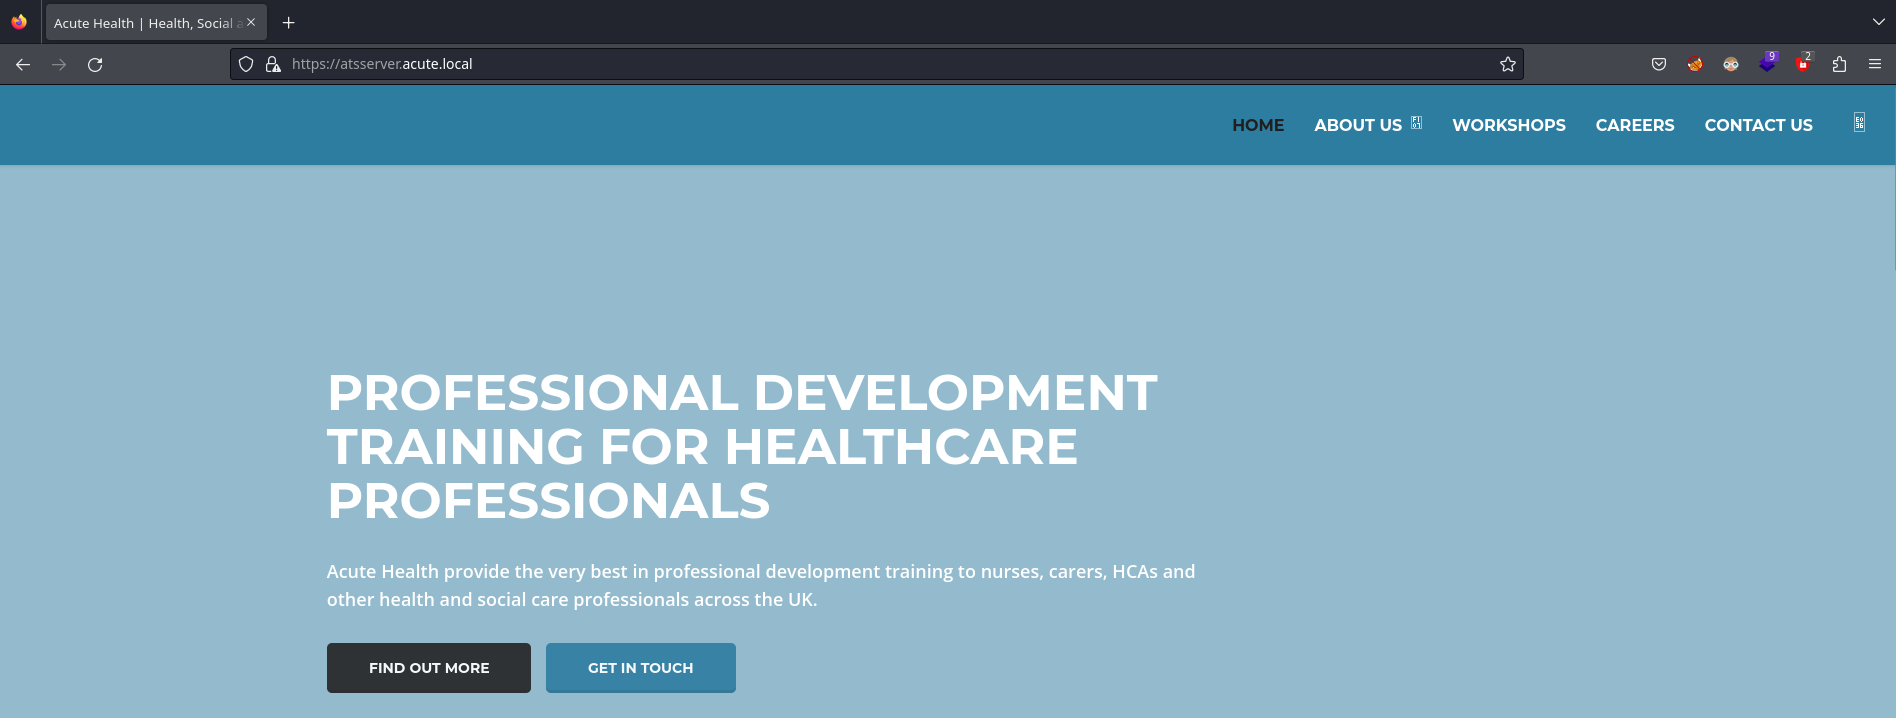 Acute Health | Health, Social a
https://atsserver.acute.local
9
2
HOME ABOUT US WORKSHOPS CAREERS CONTACT US
PROFESSIONAL DEVELOPMENT
TRAINING FOR HEALTHCARE
PROFESSIONALS
Acute Health provide the very best in professional development training to nurses, carers, HCAs and
other health and social care professionals across the UK.
FIND OUT MORE GET IN TOUCH